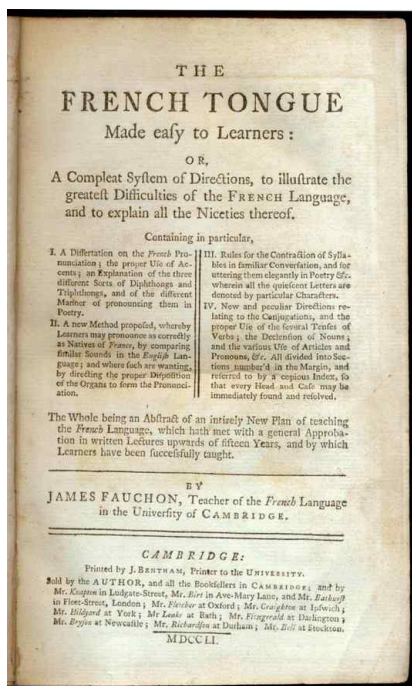 THE
FRENCH TONGUE
Made eaſy to Learners:
OR,
A Compleat Syſtem of Directions, to illuſtrate the
greateſt Difficulties of the FRENCH Language,
and to explain all the Niceties thereof.
Containing in particular,
I. A Diſſertation on the French Pro-
nunciation; the proper Uſe of Ac-
cents; an Explanation of the three
different Sorts of Diphthongs and
Triphthongs, and of the different
Manner of pronouncing them in
Poetry.
II. A new Method propoſed, whereby
Learners may pronounce as correctly
as Natives of France, by comparing
ſimilar Sounds in the Engliſh Lan-
guage; and where ſuch are wanting,
by directing the proper Diſpoſition
of the Organs to form the Pronunci-
ation.
III. Rules for the Contraction of Sylla-
bles in familiar Converſation, and for
uttering them elegantly in Poetry &c.
wherein all the quieſcent Letters are
denoted by particular Characters.
IV. New and peculiar Directions re-
lating to the Conjugations, and the
proper Uſe of the ſeveral Tenſes of
Verbs; the Declenſion of Nouns;
and the various Uſes of Articles and
Pronouns, &c. All divided into Sec-
tions number'd in the Margin, and
referred to by a copious Index, ſo
that every Head and Caſe may be
immediately found and reſolved.
The Whole being an Abſtract of an intirely New Plan of teaching
the French Language, which hath met with a general Approba-
tion in written Lectures upwards of fifteen Years, and by which
Learners have been ſucceſsfully taught.
BY
JAMES FAUCHON, Teacher of the French Language
in the Univerſity of CAMBRIDGE.
CAMBRIDGE:
Printed by J. BENTHAM, Printer to the UNIVERSITY.
Sold by the AUTHOR, and all the Bookſellers in CAMBRIDGE; and by
Mr. Knapton in Ludgate-Street, Mr. Birt in Ave-Mary Lane, and Mr. Bathurſt
in Fleet-Street, London; Mr. Fletcher at Oxford; Mr. Craighton at Ipſwich;
Mr. Hildyard at York; Mr Leake at Bath; Mr. Fitzgerald at Darlington;
Mr. Bryſon at Newcaſtle; Mr. Richardſon at Durham; Mr. Bell at Stockton.
MDCCLI.